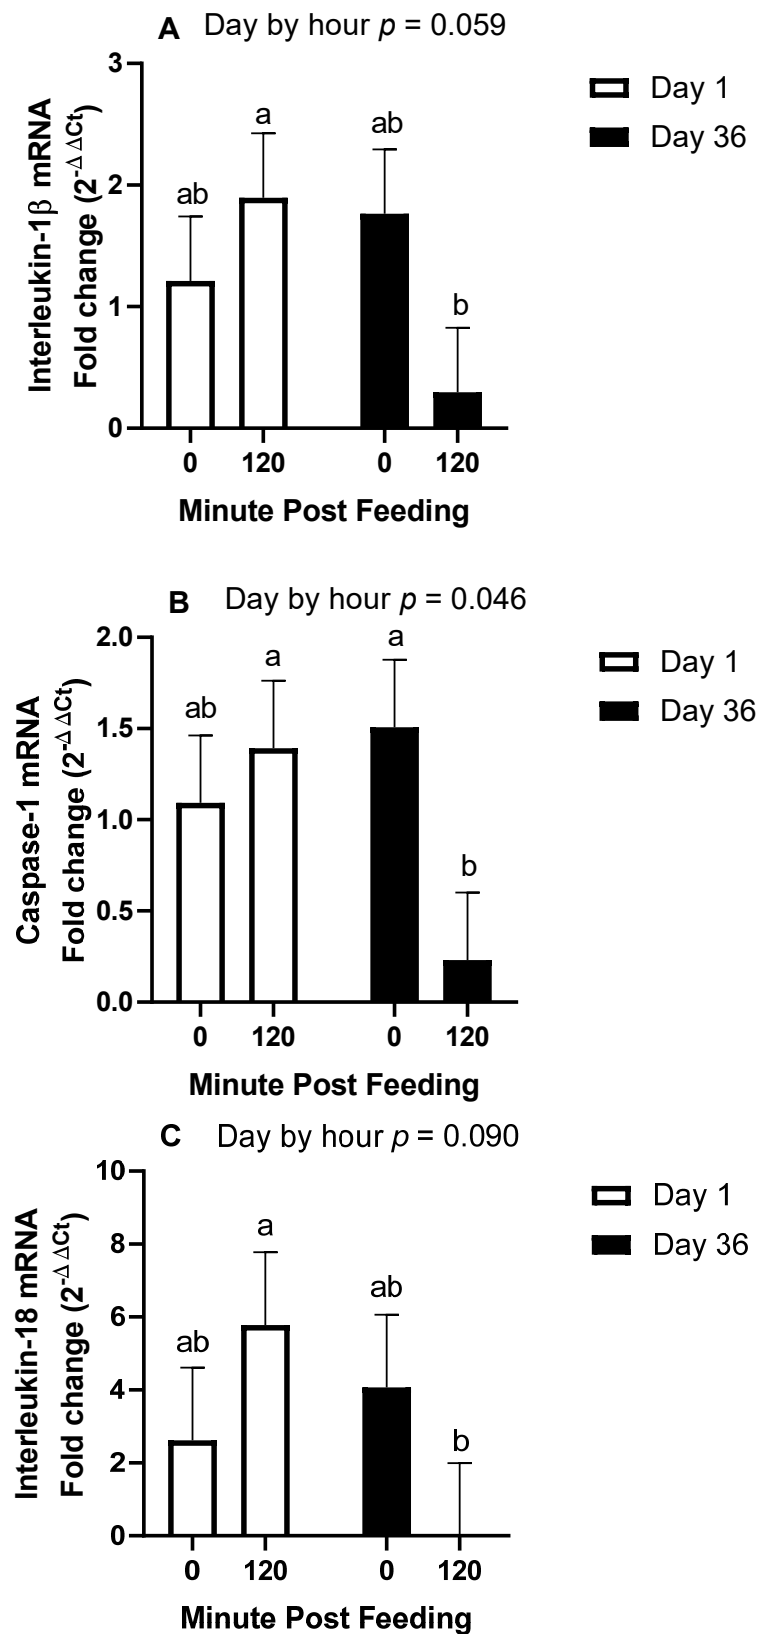 A Day by hour p = 0.059
Interleukin-1β mRNA
Fold change (2-Δ ΔCt)
3
2
1
0
ab
a
ab
b
0 120 0 120
Minute Post Feeding
Day 1
Day 36
B Day by hour p = 0.046
Caspase-1 mRNA
Fold change (2-Δ ΔCt)
2.0
1.5
1.0
0.5
0.0
ab
a
a
b
0 120 0 120
Minute Post Feeding
Day 1
Day 36
C Day by hour p = 0.090
Interleukin-18 mRNA
Fold change (2-Δ ΔCt)
10
8
6
4
2
0
ab
a
ab
b
0 120 0 120
Minute Post Feeding
Day 1
Day 36